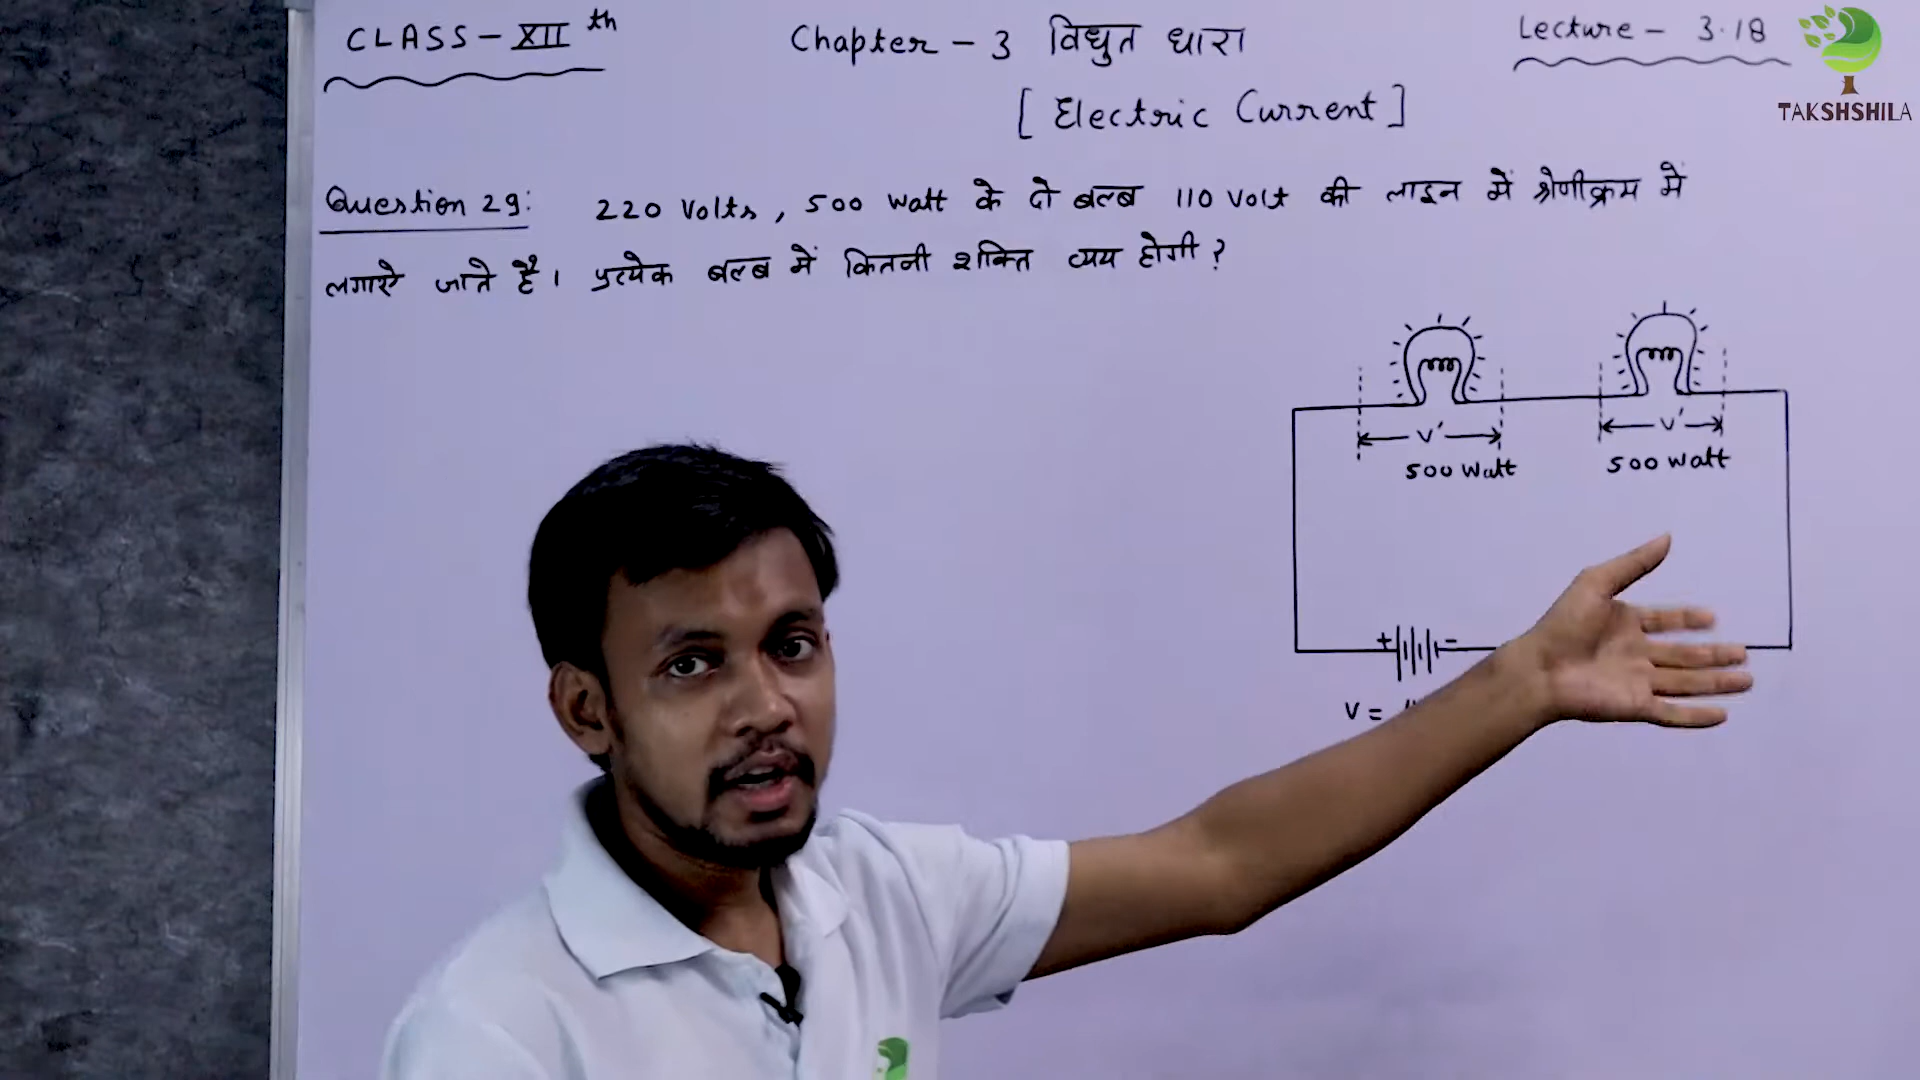 CLASS - XII th
Chapter - 3 विधुत धारा
[ Electric Current ]
Lecture - 3.18
TAKSHSHILA
Question 29: 220 Volts, 500 watt के दो बल्ब 110 Volt की लाइन में श्रेणीक्रम में
लगाऐ जाते है। प्रत्येक बल्ब में कितनी शक्ति व्यय होगी ?
V' V'
500 Watt 500 Watt
+ -
V =